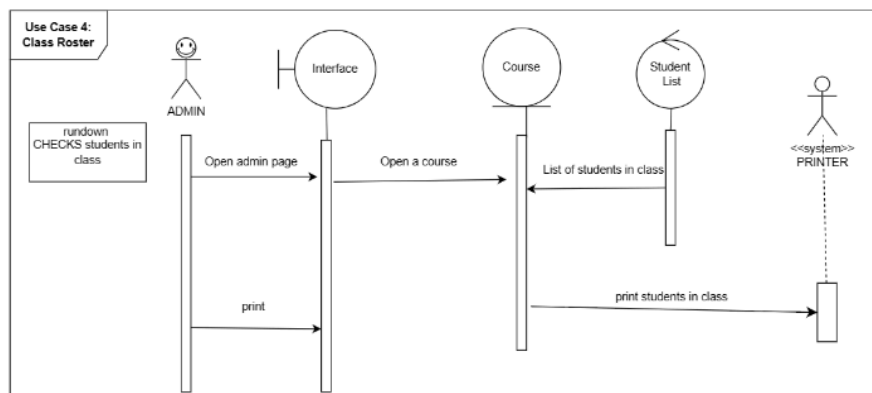 Use Case 4:
Class Roster
Interface
Course
Student
List
ADMIN
rundown
CHECKS students in
class
<<system>>
PRINTER
Open admin page
Open a course
List of students in class
print students in class
print